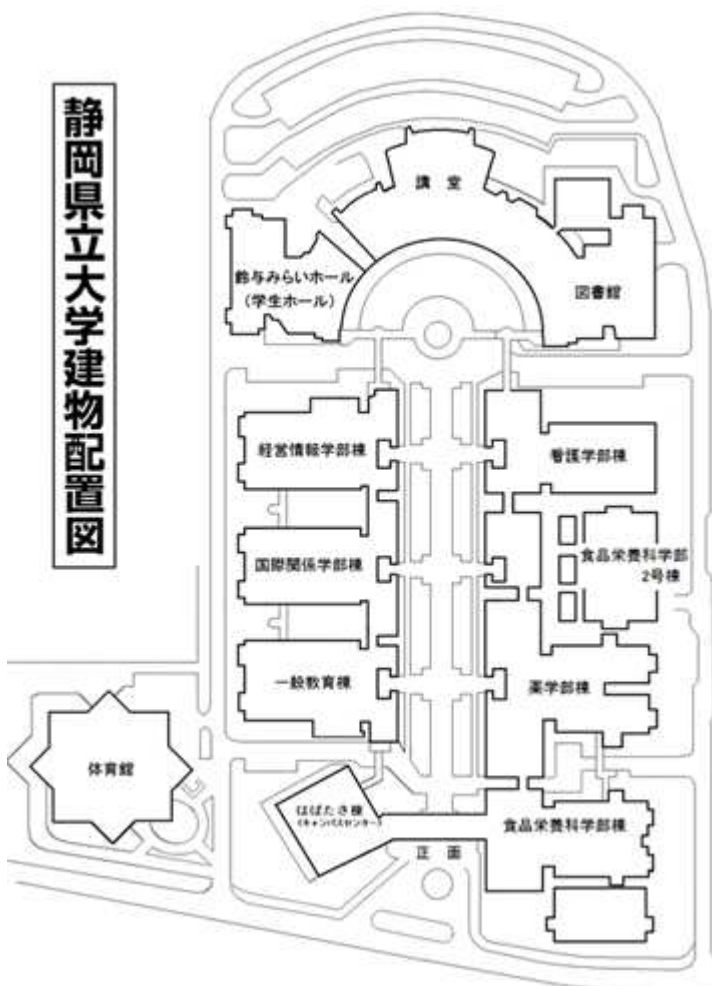 静岡県立大学建物配置図
講堂
鈴与みらいホール
(学生ホール)
図書館
経営情報学部棟
看護学部棟
国際関係学部棟
食品栄養科学部
2号棟
一般教育棟
薬学部棟
体育館
はばたき棟
(キャンパスセンター)
食品栄養科学部棟
正面